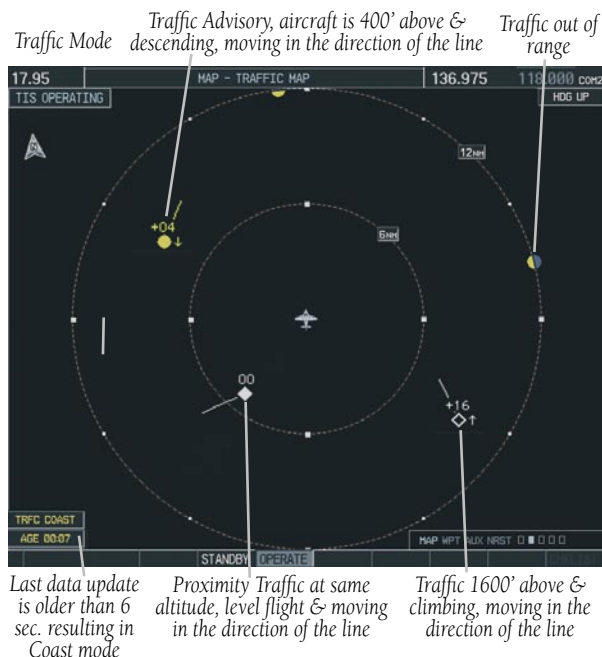 Traffic Mode
Traffic Advisory, aircraft is 400' above &
descending, moving in the direction of the line
Traffic out of
range
17.95
MAP - TRAFFIC MAP
136.975
118.000 COM2
TIS OPERATING
HDG UP
N
12NM
+04
6NM
00
+16
TRFC COAST
AGE 00:07
MAP WPT AUX NRST
STANDBY
OPERATE
CHKLIST
Last data update
is older than 6
sec. resulting in
Coast mode
Proximity Traffic at same
altitude, level flight & moving
in the direction of the line
Traffic 1600' above &
climbing, moving in the
direction of the line